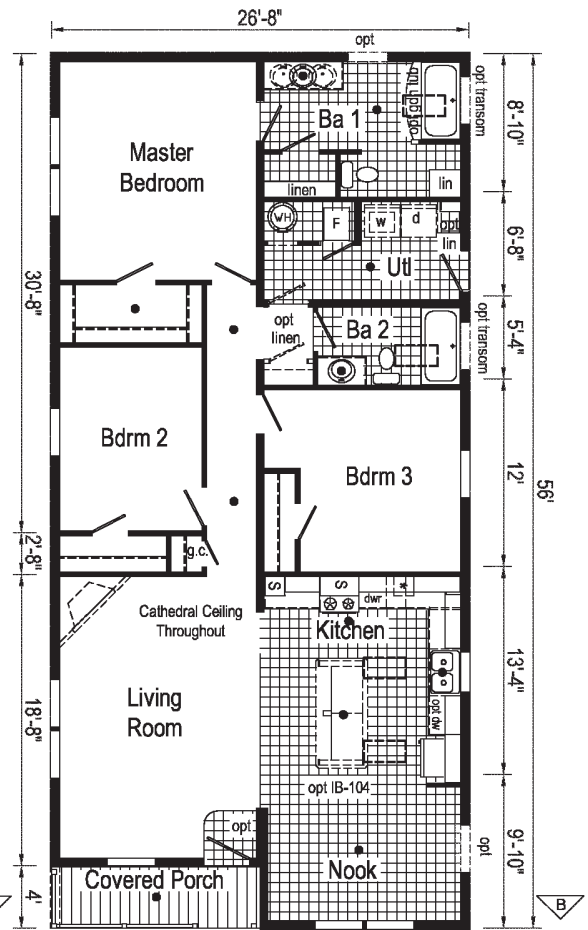 26'-8"
opt
opt gdn tub
opt transom
8'-10"
Ba 1
Master
Bedroom
linen
lin
WH
F
w
d
opt
lin
6'-8"
Utl
30'-8"
opt
linen
Ba 2
opt transom
5'-4"
Bdrm 2
Bdrm 3
12'
56'
2'-8"
g.c.
S
S
dwr
*
Cathedral Ceiling
Throughout
Kitchen
13'-4"
Living
Room
opt dw
18'-8"
opt IB-104
opt
opt
9'-10"
Nook
Covered Porch
4'
B